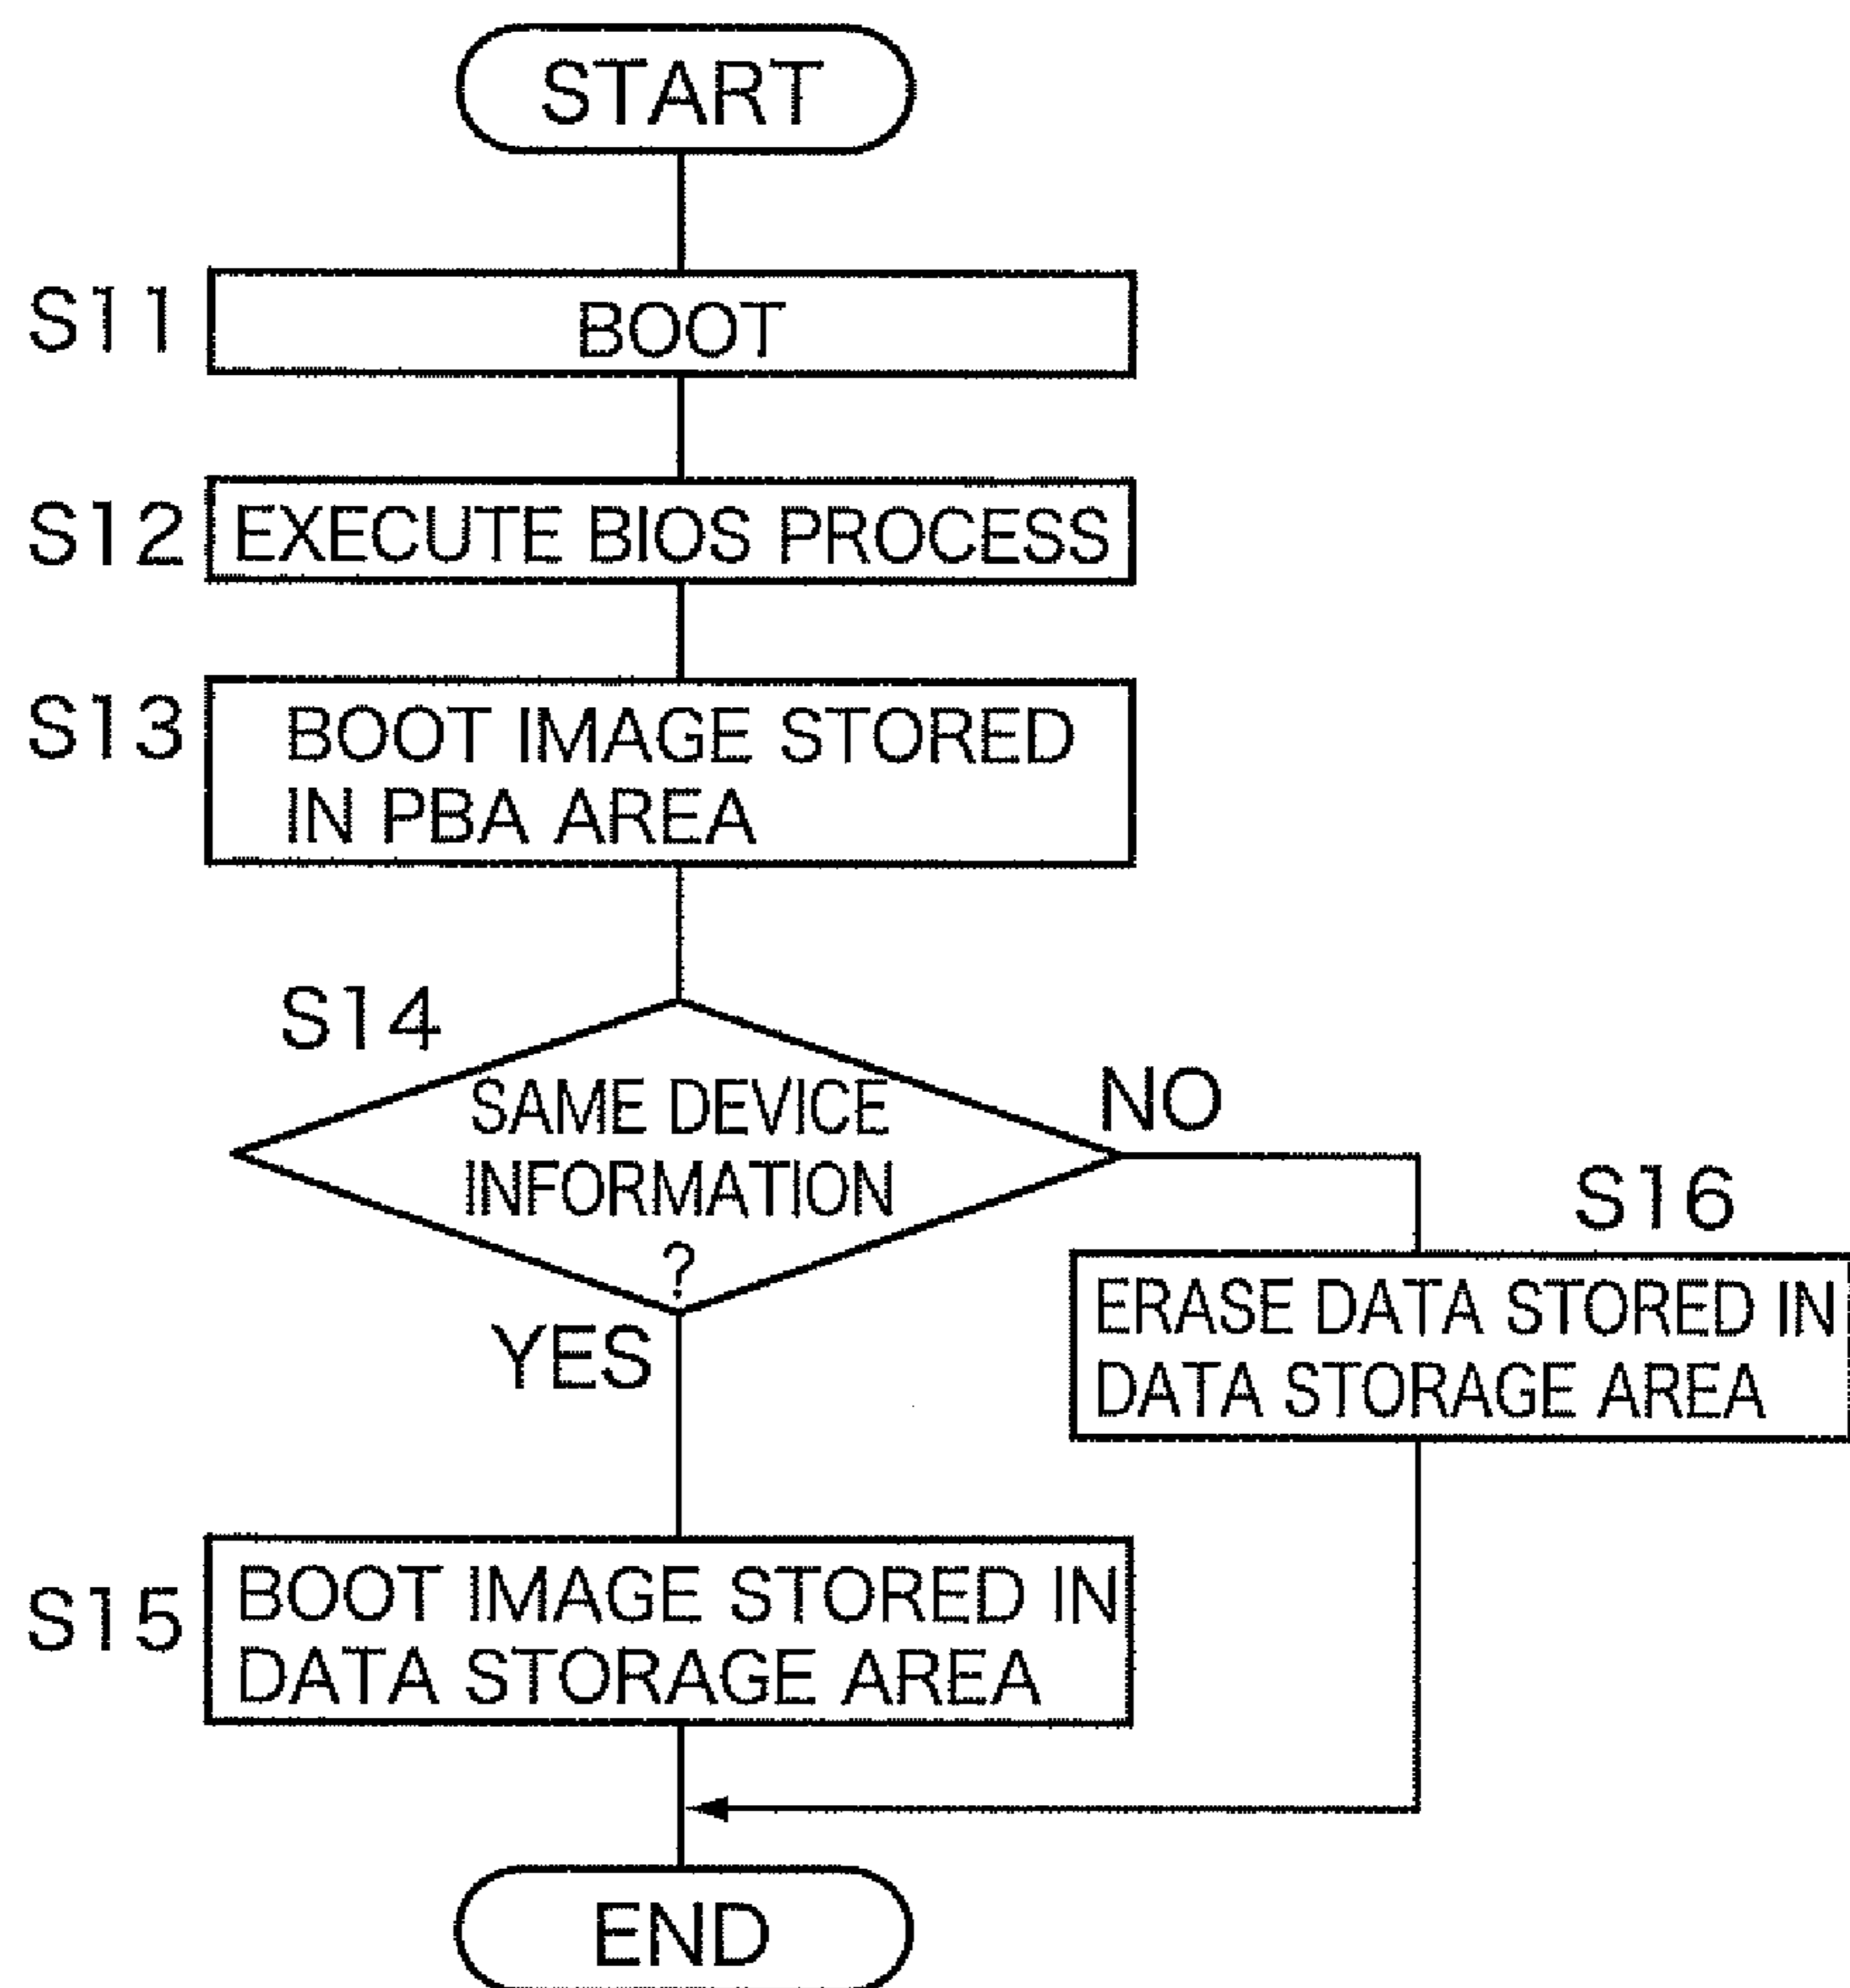 START
S11
BOOT
S12
EXECUTE BIOS PROCESS
S13
BOOT IMAGE STORED
IN PBA AREA
S14
SAME DEVICE
INFORMATION
?
NO
YES
S16
ERASE DATA STORED IN
DATA STORAGE AREA
S15
BOOT IMAGE STORED IN
DATA STORAGE AREA
END